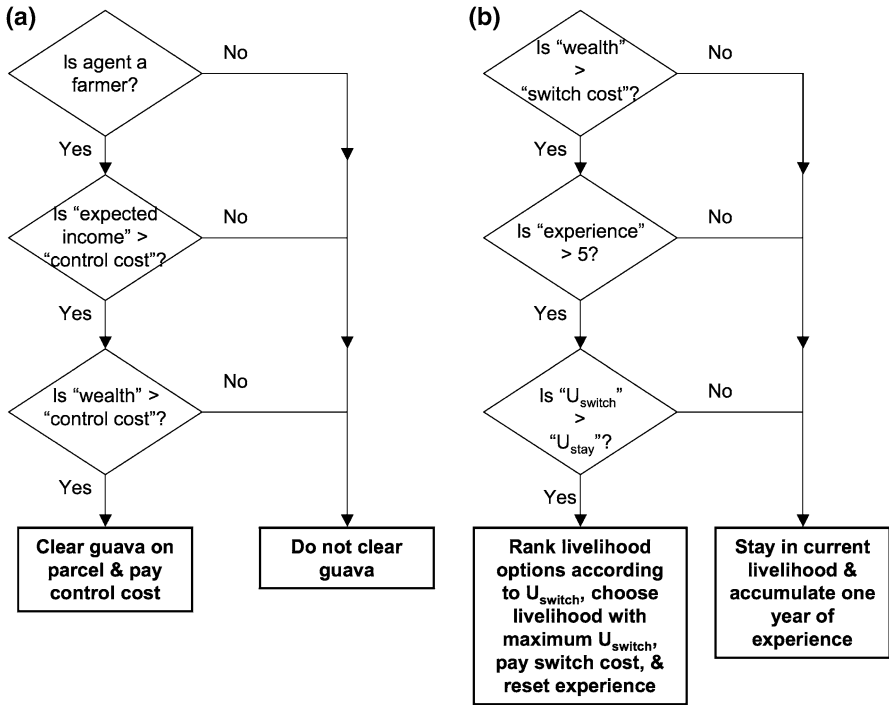 (a)
Is agent a
farmer?
No
Yes
Is “expected
income” >
“control cost”?
No
Yes
Is “wealth” >
“control cost”?
No
Yes
Clear guava on
parcel & pay
control cost
Do not clear
guava
(b)
Is “wealth”
>
“switch cost”?
No
Yes
Is “experience”
> 5?
No
Yes
Is “Uswitch”
>
“Ustay”?
No
Yes
Rank livelihood
options according
to Uswitch, choose
livelihood with
maximum Uswitch,
pay switch cost, &
reset experience
Stay in current
livelihood &
accumulate one
year of
experience